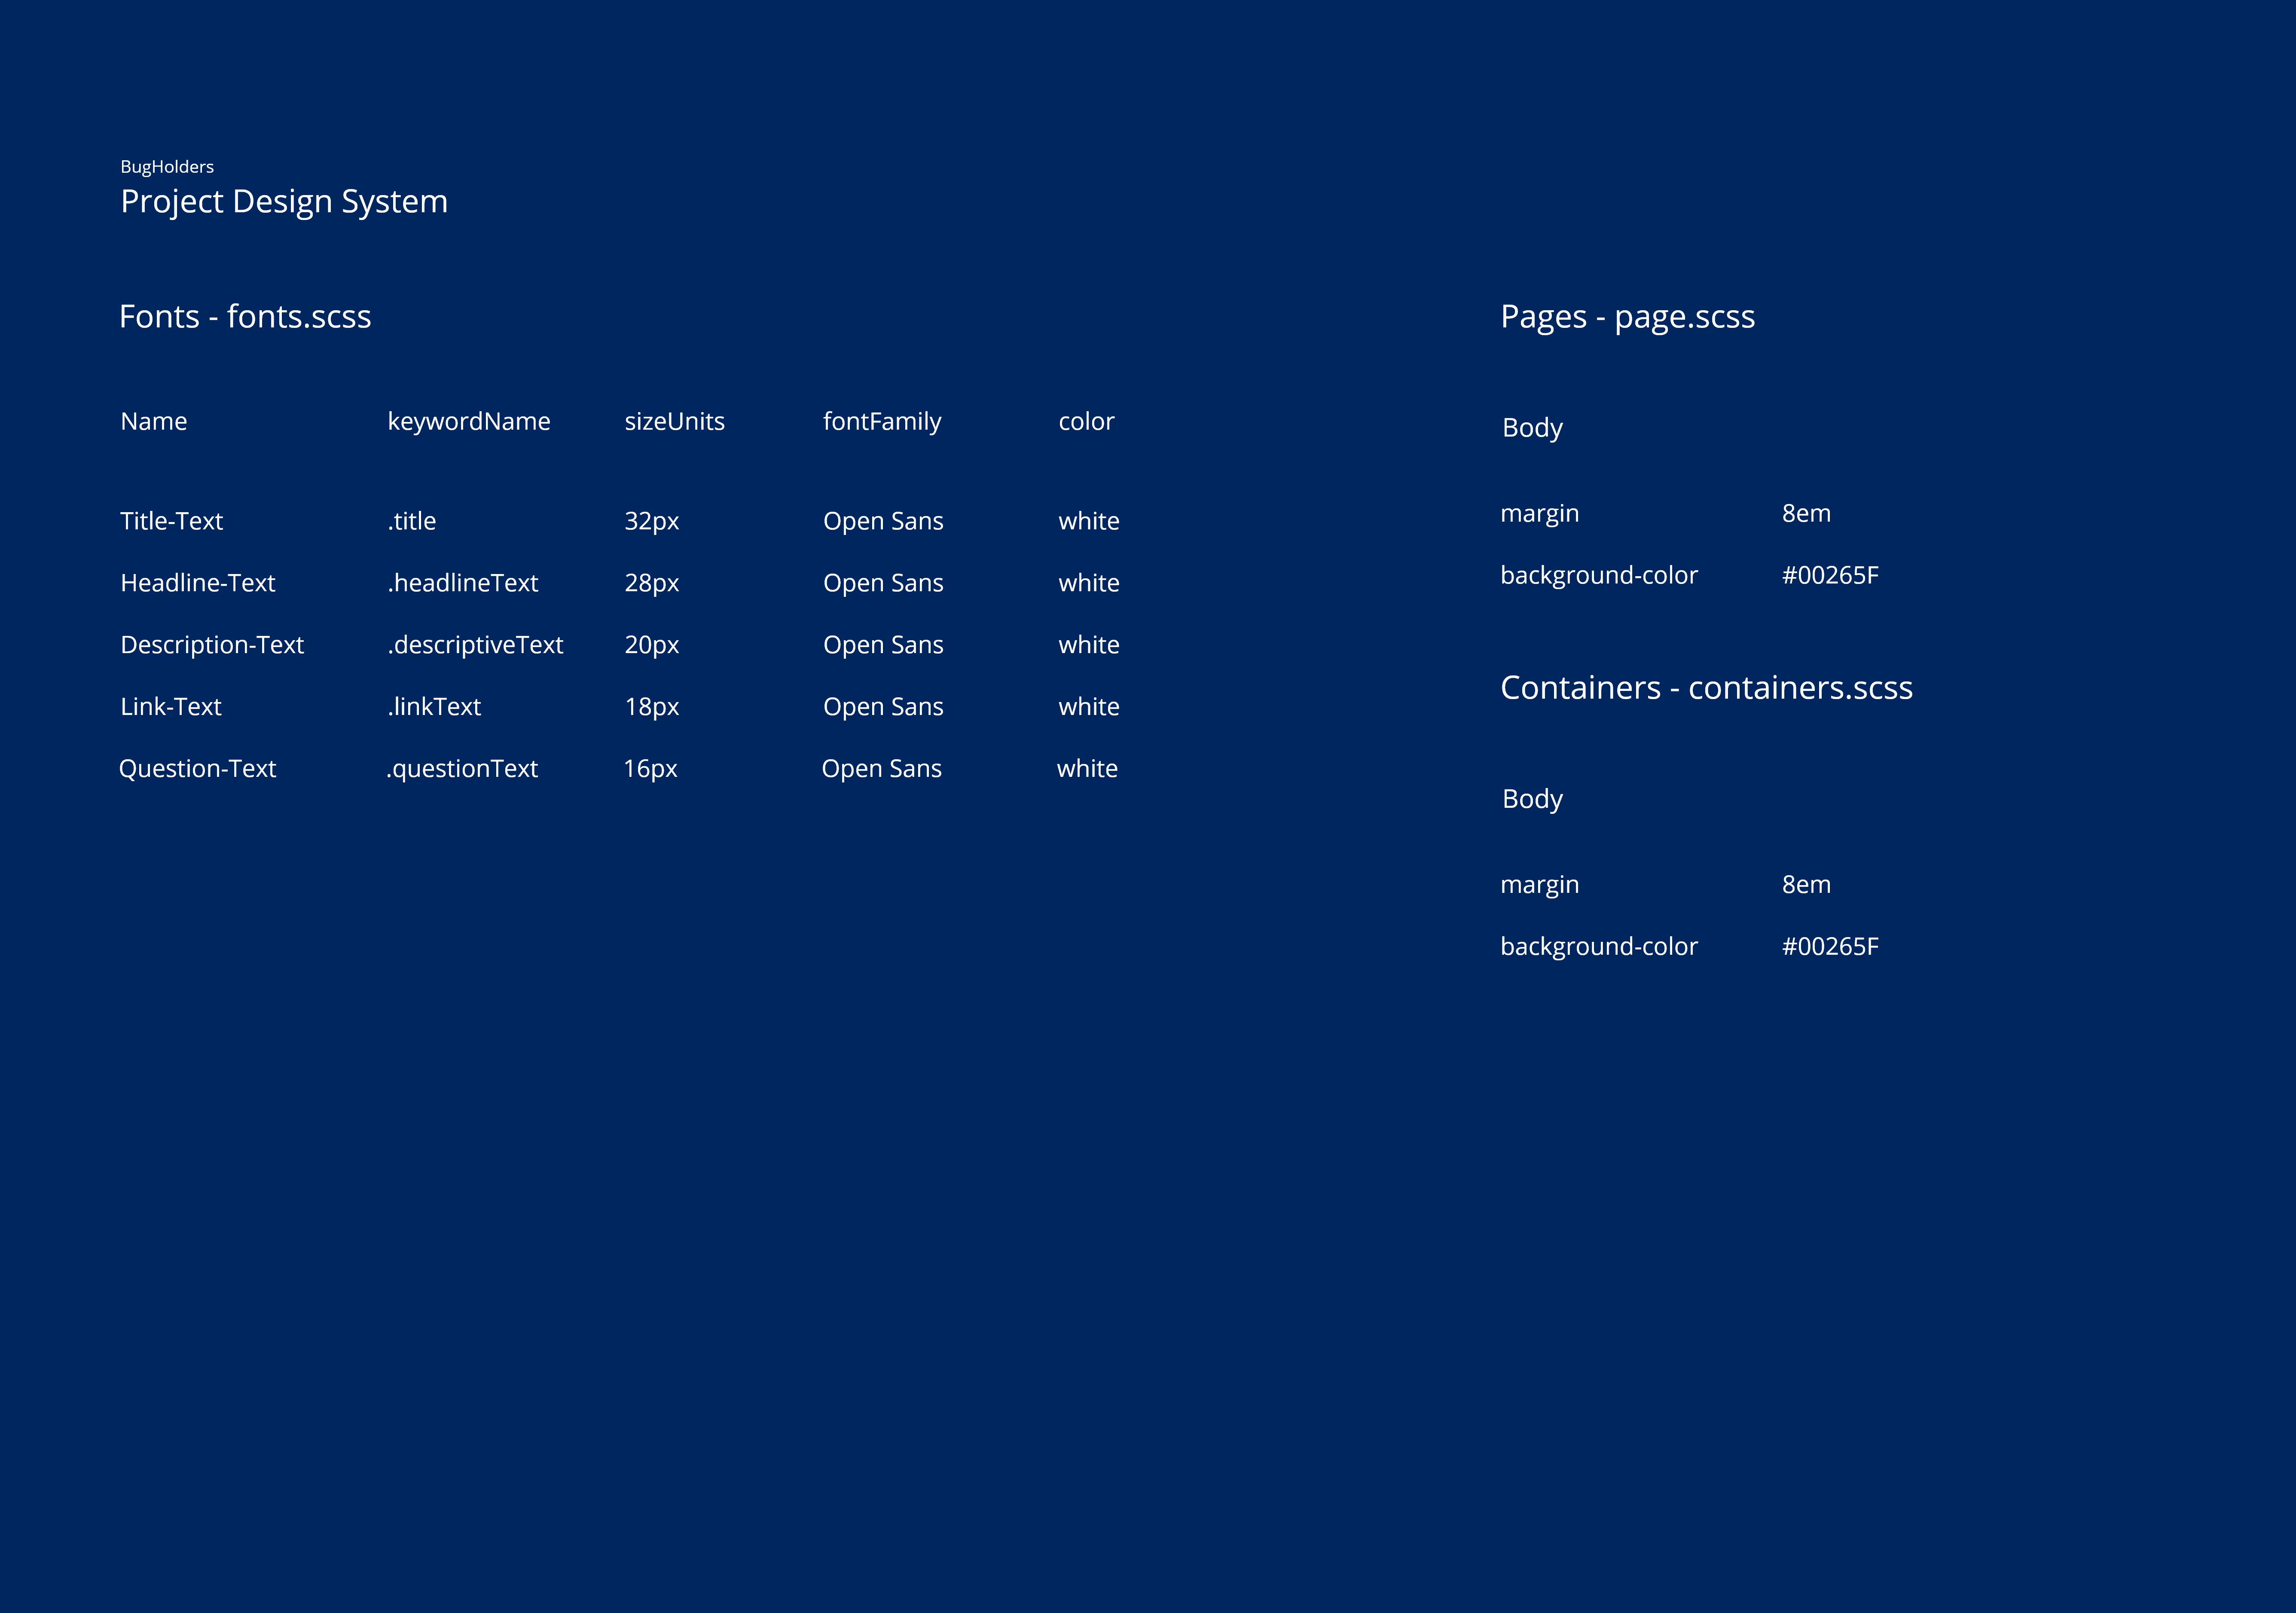 BugHolders
Project Design System
Fonts - fonts.scss
Name keywordName sizeUnits fontFamily color
Title-Text .title 32px Open Sans white
Headline-Text .headlineText 28px Open Sans white
Description-Text .descriptiveText 20px Open Sans white
Link-Text .linkText 18px Open Sans white
Question-Text .questionText 16px Open Sans white
Pages - page.scss
Body
margin 8em
background-color #00265F
Containers - containers.scss
Body
margin 8em
background-color #00265F